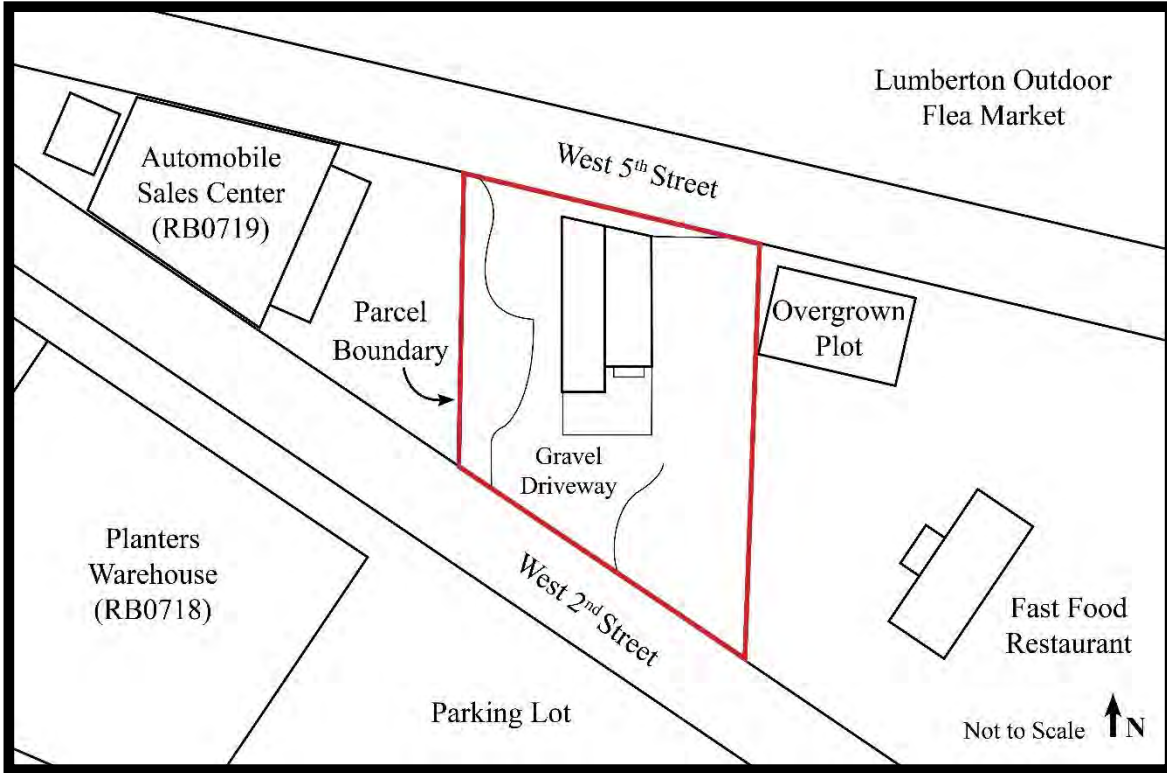 Lumberton Outdoor
Flea Market
West 5th Street
Automobile
Sales Center
(RB0719)
Parcel
Boundary
Overgrown
Plot
Gravel
Driveway
Planters
Warehouse
(RB0718)
West 2nd Street
Fast Food
Restaurant
Parking Lot
Not to Scale
N